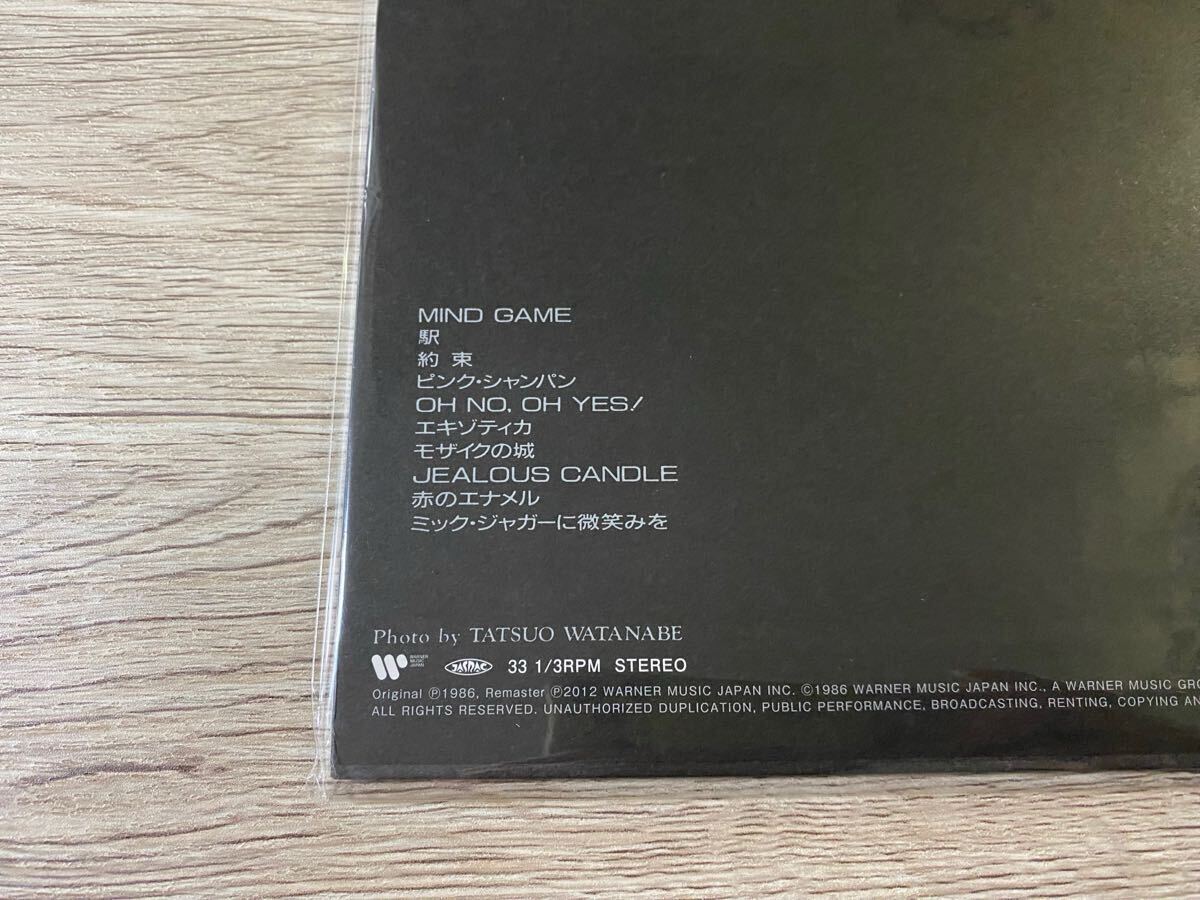 MIND GAME
駅
約束
ピンク・シャンパン
OH NO, OH YES!
エキゾティカ
モザイクの城
JEALOUS CANDLE
赤のエナメル
ミック・ジャガーに微笑みを
Photo by TATSUO WATANABE
WARNER MUSIC JAPAN JASRAC 33 1/3RPM STEREO
Original ℗1986, Remaster ℗2012 WARNER MUSIC JAPAN INC. ©1986 WARNER MUSIC JAPAN INC., A WARNER MUSIC GRO
ALL RIGHTS RESERVED. UNAUTHORIZED DUPLICATION, PUBLIC PERFORMANCE, BROADCASTING, RENTING, COPYING AN